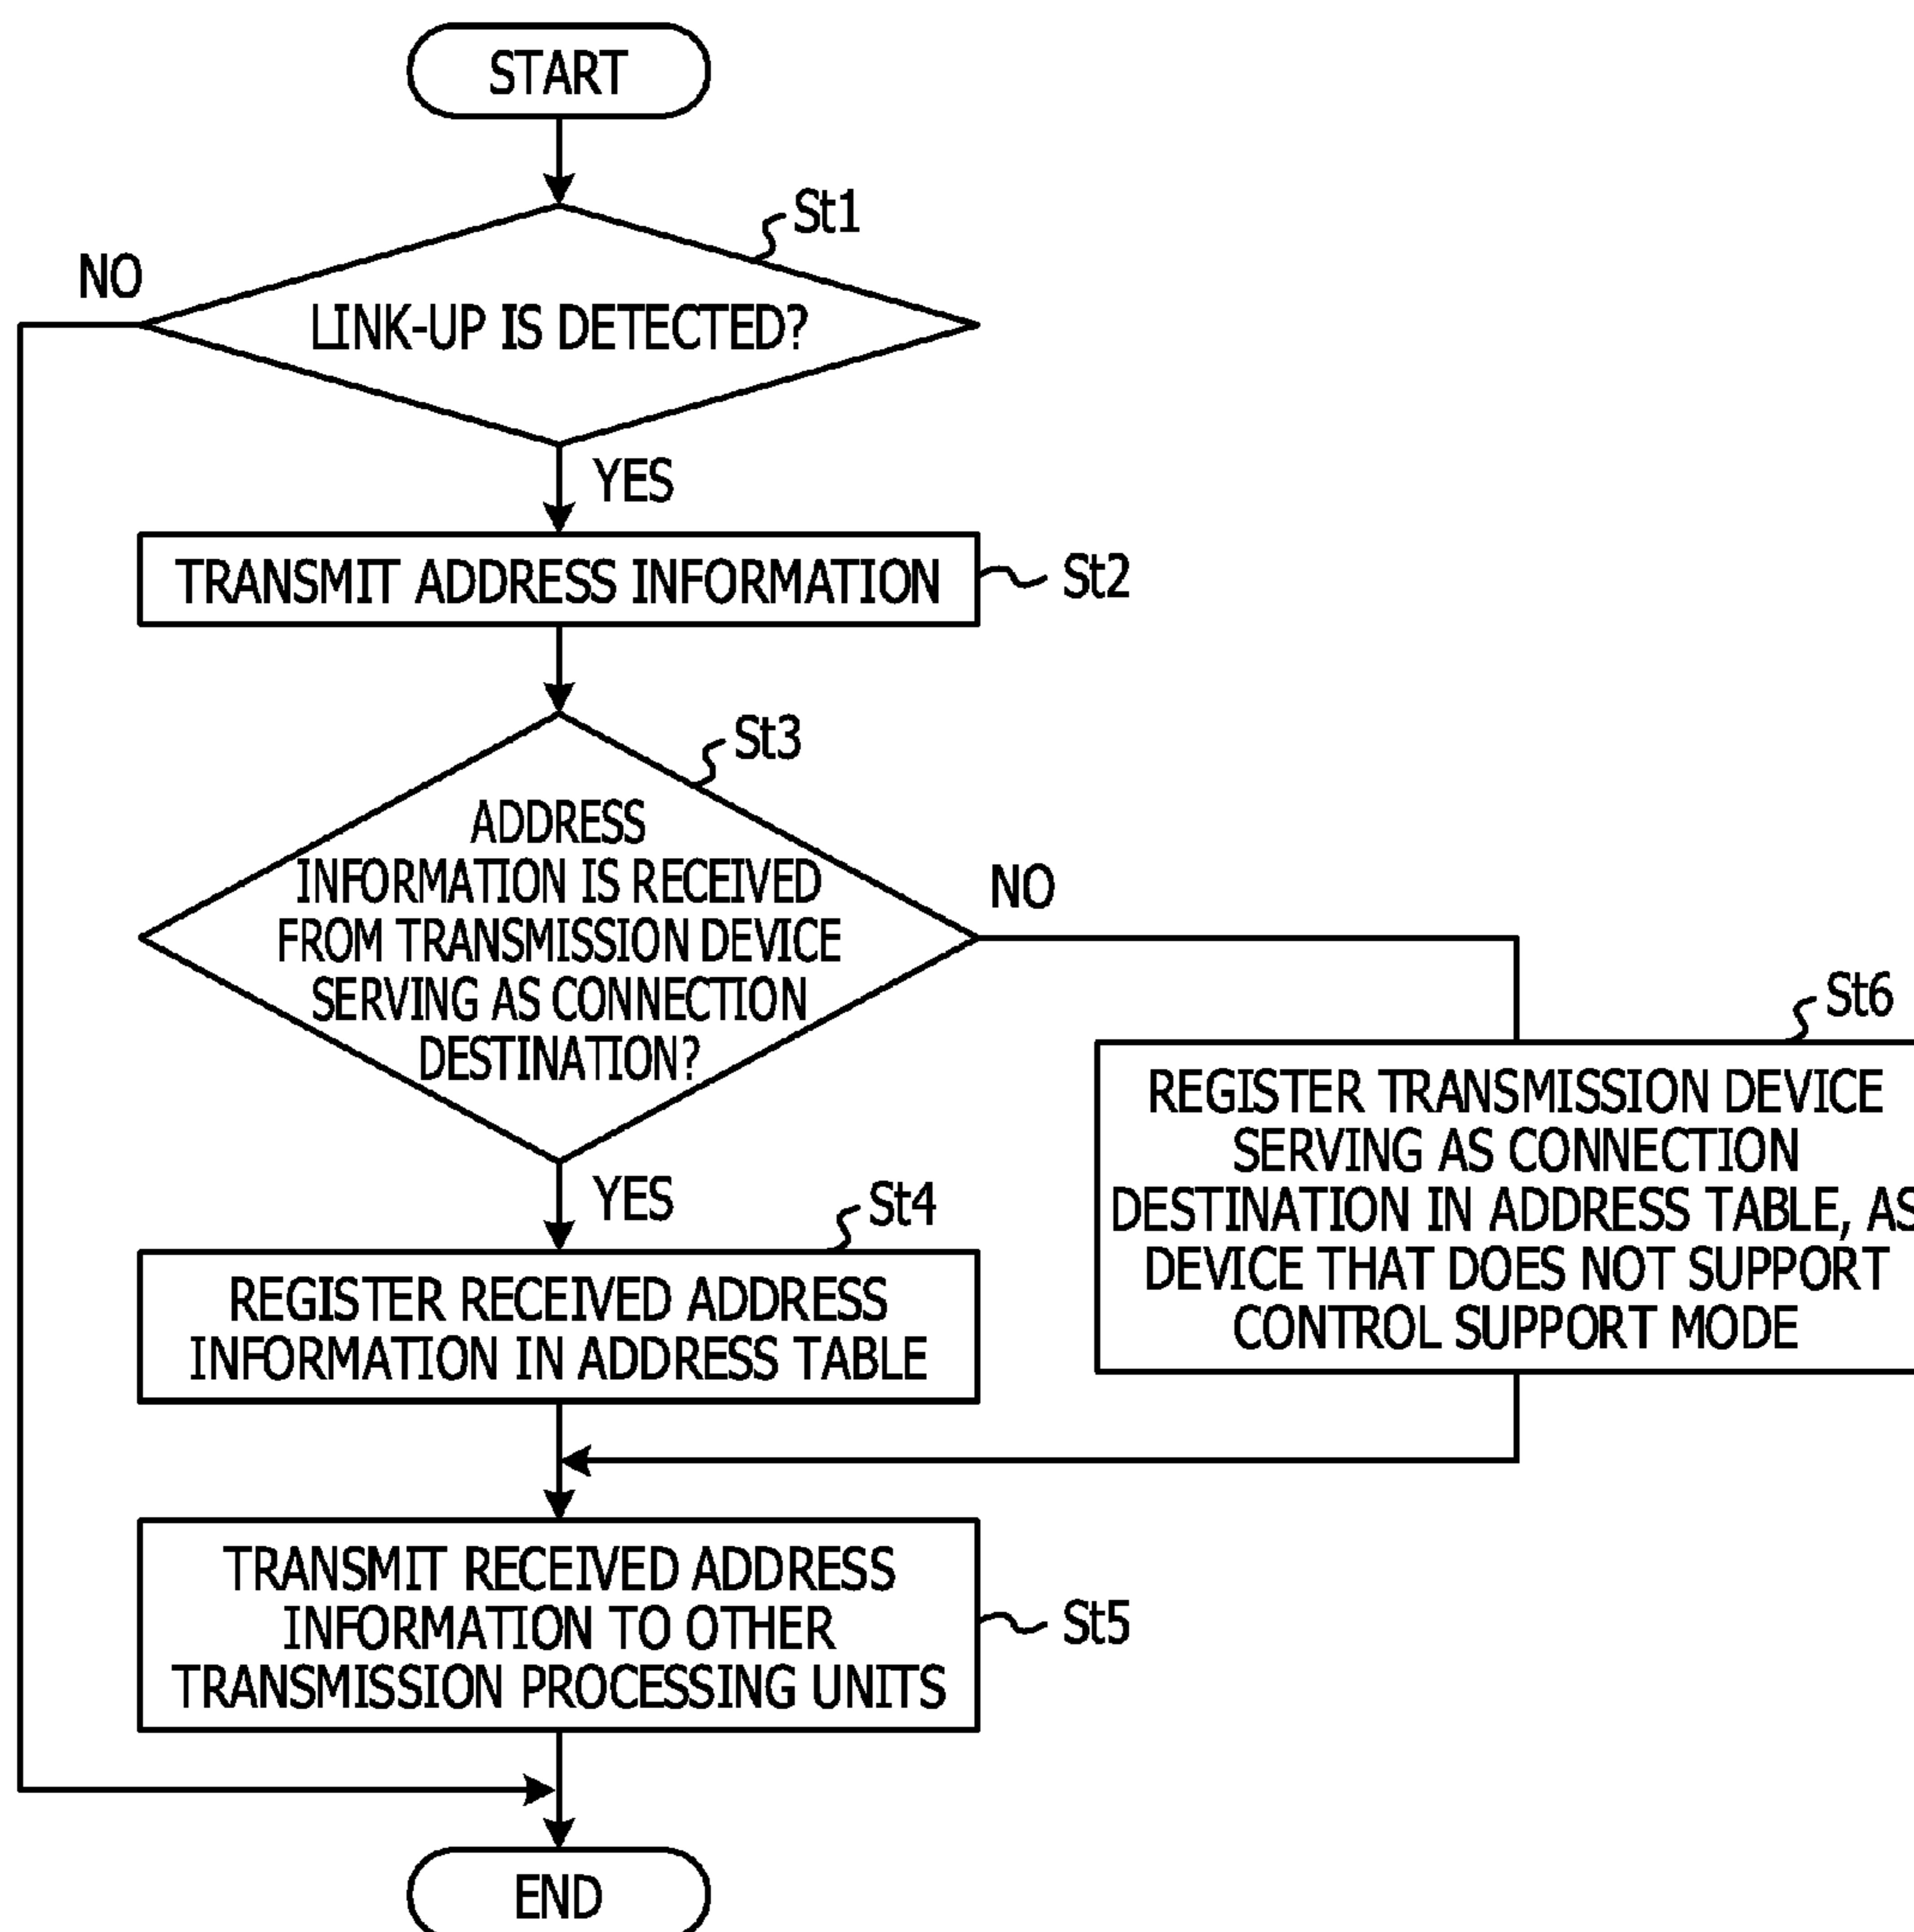 START
St1
NO
LINK-UP IS DETECTED?
YES
TRANSMIT ADDRESS INFORMATION
St2
St3
ADDRESS
INFORMATION IS RECEIVED
FROM TRANSMISSION DEVICE
SERVING AS CONNECTION
DESTINATION?
NO
YES
St6
REGISTER TRANSMISSION DEVICE
SERVING AS CONNECTION
DESTINATION IN ADDRESS TABLE, AS
DEVICE THAT DOES NOT SUPPORT
CONTROL SUPPORT MODE
St4
REGISTER RECEIVED ADDRESS
INFORMATION IN ADDRESS TABLE
TRANSMIT RECEIVED ADDRESS
INFORMATION TO OTHER
TRANSMISSION PROCESSING UNITS
St5
END